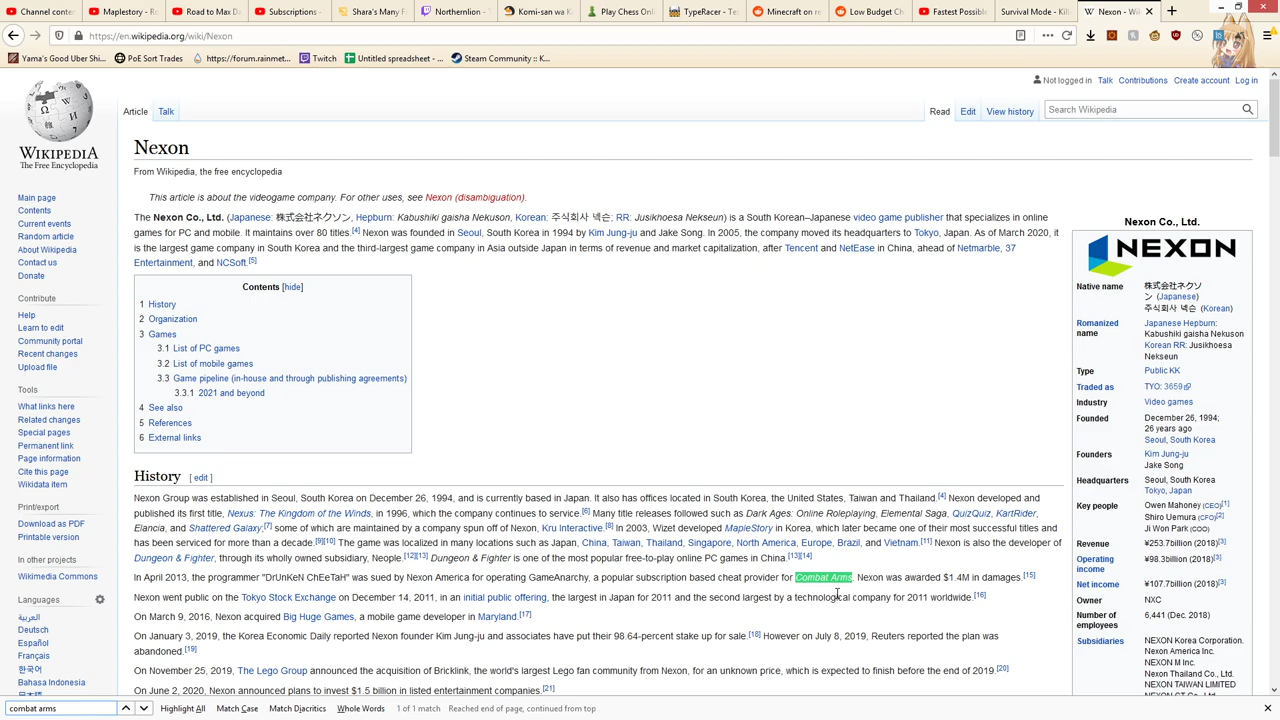 Channel conten
Maplestory - R
Road to Max Da
Subscriptions -
Shara's Many F
Northernlion -
Komi-san wa K
Play Chess Onli
TypeRacer - Te
Minecraft on re
Low Budget Ch
Fastest Possibl
Survival Mode - Kill
Nexon - Wi
https://en.wikipedia.org/wiki/Nexon
Yama's Good Uber Shi...
PoE Sort Trades
https://forum.rainmet...
Twitch
Untitled spreadsheet - ...
Steam Community :: K...
Not logged in Talk Contributions Create account Log in
Article Talk
Read Edit View history
Search Wikipedia
WIKIPEDIA
The Free Encyclopedia
Main page
Contents
Current events
Random article
About Wikipedia
Contact us
Donate
Contribute
Help
Learn to edit
Community portal
Recent changes
Upload file
Tools
What links here
Related changes
Special pages
Permanent link
Page information
Cite this page
Wikidata item
Print/export
Download as PDF
Printable version
In other projects
Wikimedia Commons
Languages
العربية
Deutsch
Español
Français
한국어
Bahasa Indonesia
Nexon
From Wikipedia, the free encyclopedia
This article is about the videogame company. For other uses, see Nexon (disambiguation).
The Nexon Co., Ltd. (Japanese: 株式会社ネクソン, Hepburn: Kabushiki gaisha Nekuson, Korean: 주식회사 넥슨; RR: Jusikhoesa Nekseun) is a South Korean–Japanese video game publisher that specializes in online
games for PC and mobile. It maintains over 80 titles.[4] Nexon was founded in Seoul, South Korea in 1994 by Kim Jung-ju and Jake Song. In 2005, the company moved its headquarters to Tokyo, Japan. As of March 2020, it
is the largest game company in South Korea and the third-largest game company in Asia outside Japan in terms of revenue and market capitalization, after Tencent and NetEase in China, ahead of Netmarble, 37
Entertainment, and NCSoft.[5]
Contents [hide]
1 History
2 Organization
3 Games
3.1 List of PC games
3.2 List of mobile games
3.3 Game pipeline (in-house and through publishing agreements)
3.3.1 2021 and beyond
4 See also
5 References
6 External links
History [ edit ]
Nexon Group was established in Seoul, South Korea on December 26, 1994, and is currently based in Japan. It also has offices located in South Korea, the United States, Taiwan and Thailand.[4] Nexon developed and
published its first title, Nexus: The Kingdom of the Winds, in 1996, which the company continues to service.[6] Many title releases followed such as Dark Ages: Online Roleplaying, Elemental Saga, QuizQuiz, KartRider,
Elancia, and Shattered Galaxy;[7] some of which are maintained by a company spun off of Nexon, Kru Interactive.[8] In 2003, Wizet developed MapleStory in Korea, which later became one of their most successful titles and
has been serviced for more than a decade.[9][10] The game was localized in many locations such as Japan, China, Taiwan, Thailand, Singapore, North America, Europe, Brazil, and Vietnam.[11] Nexon is also the developer of
Dungeon & Fighter, through its wholly owned subsidiary, Neople.[12][13] Dungeon & Fighter is one of the most popular free-to-play online PC games in China.[13][14]
In April 2013, the programmer "DrUnKeN ChEeTaH" was sued by Nexon America for operating GameAnarchy, a popular subscription based cheat provider for Combat Arms. Nexon was awarded $1.4M in damages.[15]
Nexon went public on the Tokyo Stock Exchange on December 14, 2011, in an initial public offering, the largest in Japan for 2011 and the second largest by a technological company for 2011 worldwide.[16]
On March 9, 2016, Nexon acquired Big Huge Games, a mobile game developer in Maryland.[17]
On January 3, 2019, the Korea Economic Daily reported Nexon founder Kim Jung-ju and associates have put their 98.64-percent stake up for sale.[18] However on July 8, 2019, Reuters reported the plan was
abandoned.[19]
On November 25, 2019, The Lego Group announced the acquisition of Bricklink, the world's largest Lego fan community from Nexon, for an unknown price, which is expected to finish before the end of 2019.[20]
On June 2, 2020, Nexon announced plans to invest $1.5 billion in listed entertainment companies.[21]
Nexon Co., Ltd.
NEXON
Native name 株式会社ネクソ
ン (Japanese)
주식회사 넥슨 (Korean)
Romanized Japanese Hepburn:
name Kabushiki gaisha Nekuson
Korean RR: Jusikhoesa
Nekseun
Type Public KK
Traded as TYO: 3659
Industry Video games
Founded December 26, 1994;
26 years ago
Seoul, South Korea
Founders Kim Jung-ju
Jake Song
Headquarters Seoul, South Korea
Tokyo, Japan
Key people Owen Mahoney (CEO)[1]
Shiro Uemura (CFO)[2]
Ji Won Park (COO)
Revenue ¥253.7billion (2018)[3]
Operating ¥98.3billion (2018)[3]
income
Net income ¥107.7billion (2018)[3]
Owner NXC
Number of 6,441 (Dec. 2018)
employees
Subsidiaries NEXON Korea Corporation.
Nexon America Inc.
NEXON M Inc.
Nexon Thailand Co., Ltd.
NEXON TAIWAN LIMITED
combat arms
Highlight All Match Case Match Diacritics Whole Words 1 of 1 match Reached end of page, continued from top